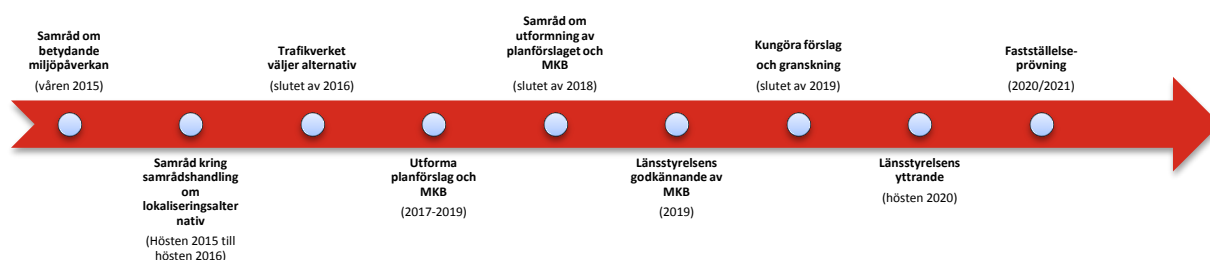 Samråd om
betydande
miljöpåverkan
(våren 2015)
Samråd kring
samrådshandling
om
lokaliseringsalter
nativ
(Hösten 2015 till
hösten 2016)
Trafikverket
väljer alternativ
(slutet av 2016)
Utforma
planförslag och
MKB
(2017-2019)
Samråd om
utformning av
planförslaget och
MKB
(slutet av 2018)
Länsstyrelsens
godkännande av
MKB
(2019)
Kungöra förslag
och granskning
(slutet av 2019)
Länsstyrelsens
yttrande
(hösten 2020)
Fastställelse-
prövning
(2020/2021)